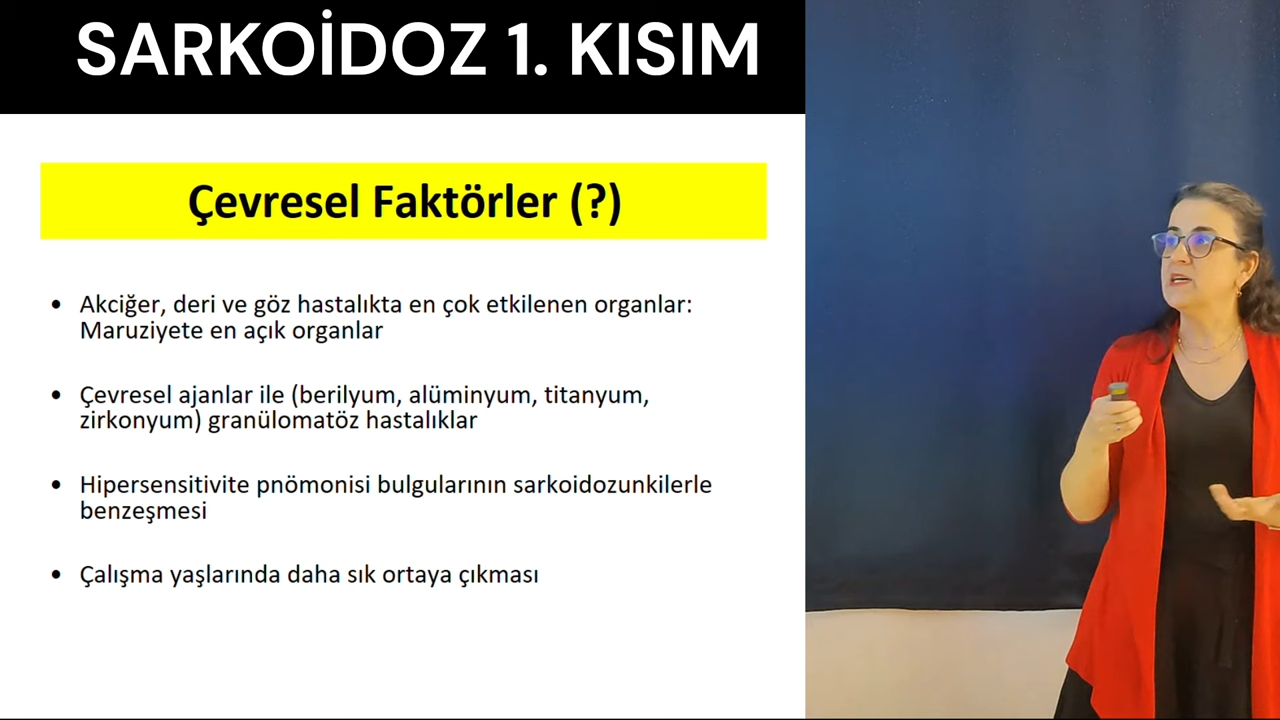 SARKOİDOZ 1. KISIM
Çevresel Faktörler (?)
• Akciğer, deri ve göz hastalıkta en çok etkilenen organlar:
Maruziyete en açık organlar
• Çevresel ajanlar ile (berilyum, alüminyum, titanyum,
zirkonyum) granülomatöz hastalıklar
• Hipersensitivite pnömonisi bulgularının sarkoidozunkilerle
benzeşmesi
• Çalışma yaşlarında daha sık ortaya çıkması